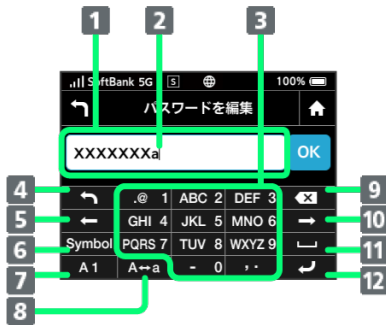 1 2 3
SoftBank 5G 5 100%
パスワードを編集
XXXXXXXa OK
4 .@ 1 ABC 2 DEF 3 9
5 GHI 4 JKL 5 MNO 6 10
6 Symbol PQRS 7 TUV 8 WXYZ 9 11
7 A1 A↔a - 0 , . 12
8